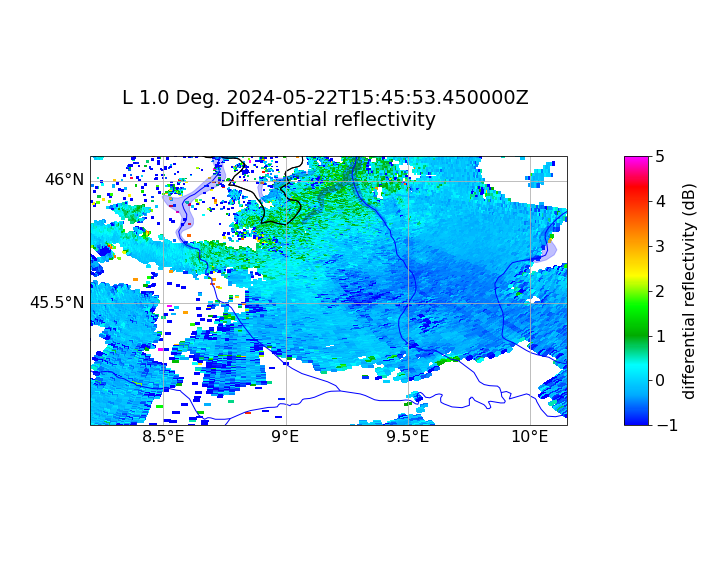 L 1.0 Deg. 2024-05-22T15:45:53.450000Z
Differential reflectivity
46°N
45.5°N
8.5°E
9°E
9.5°E
10°E
5
4
3
2
1
0
−1
differential reflectivity (dB)